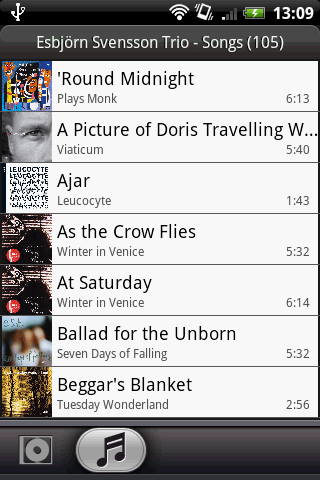 13:09
Esbjörn Svensson Trio - Songs (105)
'Round Midnight
Plays Monk 6:13
A Picture of Doris Travelling W...
Viaticum 5:40
LEUCOCYTE
Ajar
Leucocyte 1:43
As the Crow Flies
Winter in Venice 5:32
At Saturday
Winter in Venice 6:14
Ballad for the Unborn
Seven Days of Falling 5:32
Beggar's Blanket
Tuesday Wonderland 2:56